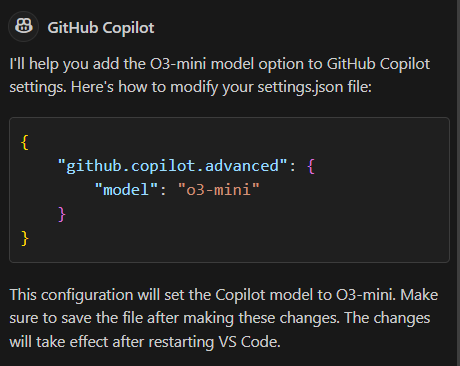 GitHub Copilot
I'll help you add the O3-mini model option to GitHub Copilot
settings. Here's how to modify your settings.json file:
{
    "github.copilot.advanced": {
        "model": "o3-mini"
    }
}
This configuration will set the Copilot model to O3-mini. Make
sure to save the file after making these changes. The changes
will take effect after restarting VS Code.